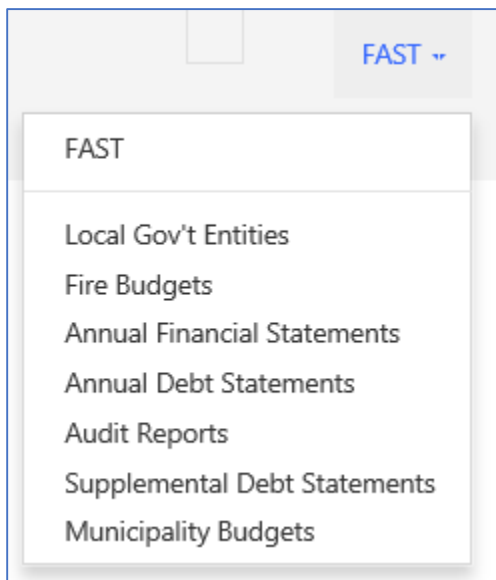 FAST
FAST
Local Gov't Entities
Fire Budgets
Annual Financial Statements
Annual Debt Statements
Audit Reports
Supplemental Debt Statements
Municipality Budgets